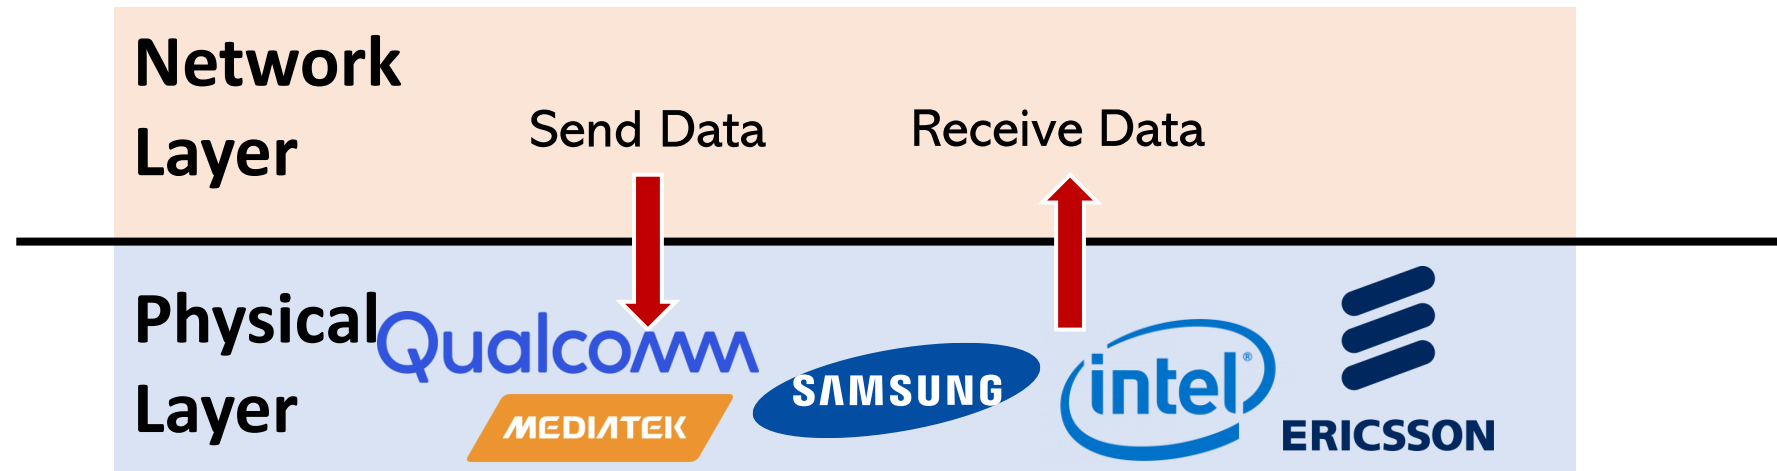 Network
Layer
Send Data
Receive Data
Physical
Layer
Qualcomm
MEDIATEK
SAMSUNG
intel®
ERICSSON